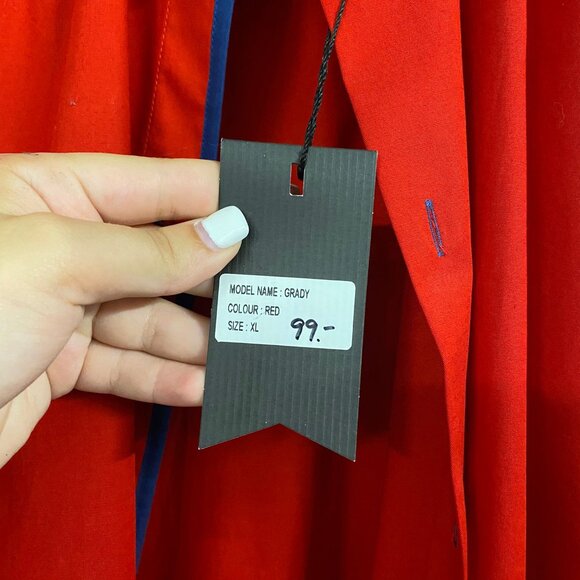 MODEL NAME : GRADY
COLOUR : RED
SIZE : XL 99.-